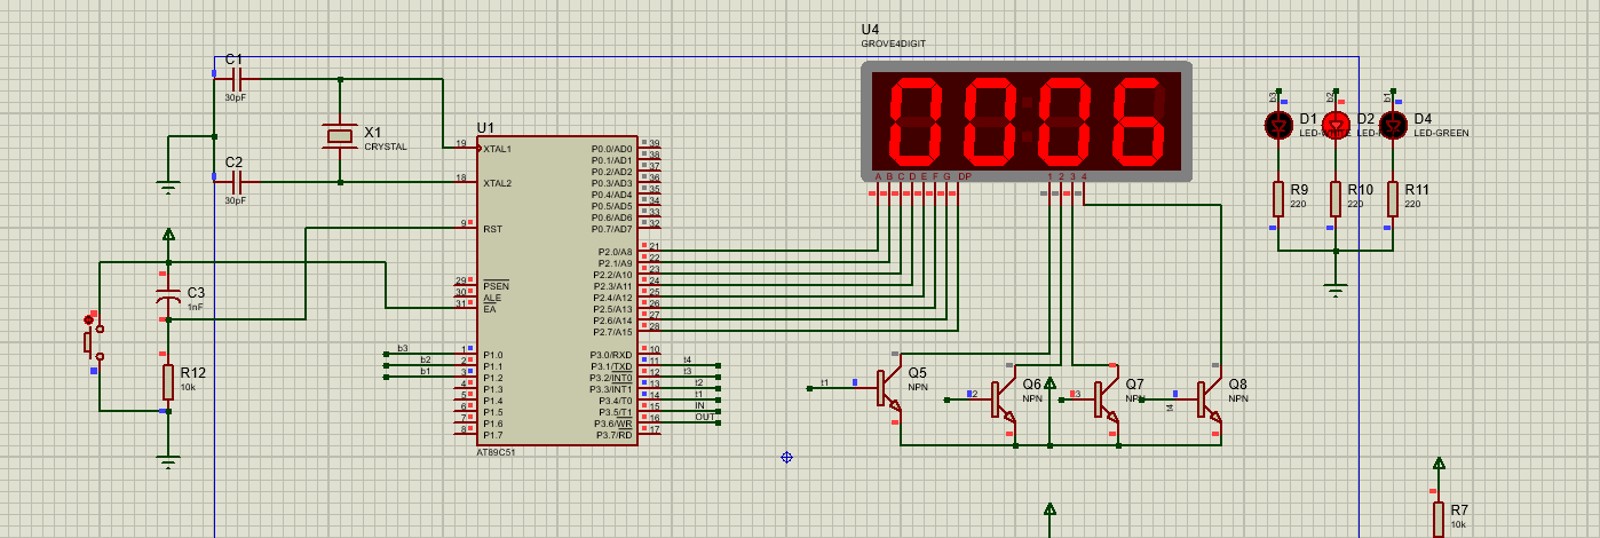 U4
GROVE4DIGIT
0006
A B C D E F G DP
1 2 3 4
C1
30pF
X1
CRYSTAL
C2
30pF
U1
19
XTAL1
18
XTAL2
9
RST
29
PSEN
30
ALE
31
EA
b3
1
P1.0
b2
2
P1.1
b1
3
P1.2
4
P1.3
5
P1.4
6
P1.5
7
P1.6
8
P1.7
AT89C51
P0.0/AD0
39
P0.1/AD1
38
P0.2/AD2
37
P0.3/AD3
36
P0.4/AD4
35
P0.5/AD5
34
P0.6/AD6
33
P0.7/AD7
32
P2.0/A8
21
P2.1/A9
22
P2.2/A10
23
P2.3/A11
24
P2.4/A12
25
P2.5/A13
26
P2.6/A14
27
P2.7/A15
28
P3.0/RXD
10
P3.1/TXD
11
t4
P3.2/INT0
12
t3
P3.3/INT1
13
t2
P3.4/T0
14
t1
P3.5/T1
15
IN
P3.6/WR
16
OUT
P3.7/RD
17
C3
1nF
R12
10k
t1
Q5
NPN
Q6
NPN
Q7
NPN
t4
Q8
NPN
b3
D1
b2
D2
b1
D4
LED-GREEN
R9
220
R10
220
R11
220
R7
10k